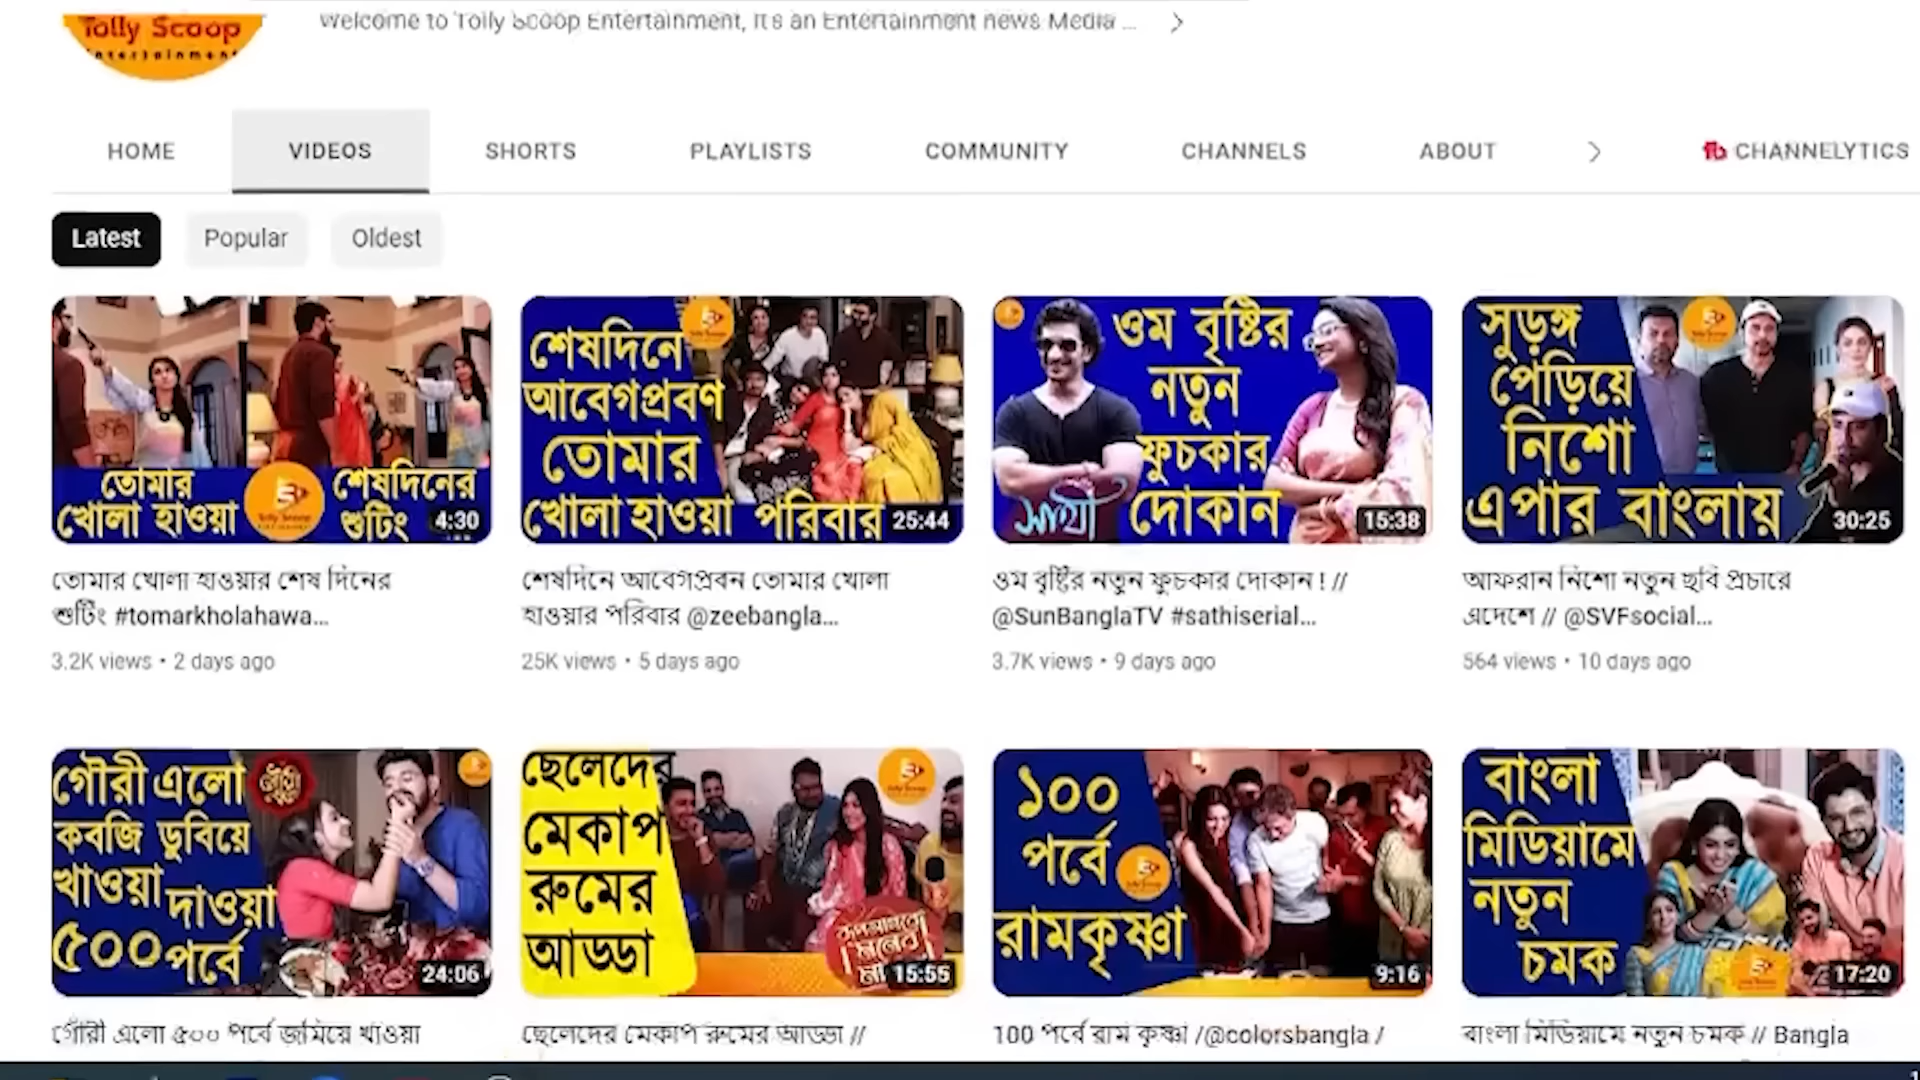 Tolly Scoop
Entertainment
Welcome to Tolly Scoop Entertainment, It's an Entertainment news Media ...
HOME
VIDEOS
SHORTS
PLAYLISTS
COMMUNITY
CHANNELS
ABOUT
CHANNELYTICS
Latest
Popular
Oldest
তোমার
খোলা হাওয়া
শেষদিনের
শুটিং
4:30
শেষদিনে
আবেগপ্রবণ
তোমার
খোলা হাওয়া পরিবার
25:44
ওম বৃষ্টির
নতুন
ফুচকার
দোকান
সাথী
15:38
সুড়ঙ্গ
পেড়িয়ে
নিশো
এপার বাংলায়
30:25
তোমার খোলা হাওয়ার শেষ দিনের
শুটিং #tomarkholahawa...
3.2K views • 2 days ago
শেষদিনে আবেগপ্রবন তোমার খোলা
হাওয়ার পরিবার @zeebangla...
25K views • 5 days ago
ওম বৃষ্টির নতুন ফুচকার দোকান ! //
@SunBanglaTV #sathiserial...
3.7K views • 9 days ago
আফরান নিশো নতুন ছবি প্রচারে
এদেশে // @SVFsocial...
564 views • 10 days ago
গৌরী এলো
কবজি ডুবিয়ে
খাওয়া দাওয়া
৫০০ পর্বে
24:06
ছেলেদের
মেকাপ
রুমের
আড্ডা
15:55
১০০
পর্বে
রামকৃষ্ণা
9:16
বাংলা
মিডিয়ামে
নতুন
চমক
17:20
গৌরী এলো ৫০০ পর্বে জমিয়ে খাওয়া
ছেলেদের মেকাপ রুমের আড্ডা //
100 পর্বে রাম কৃষ্ণা /@colorsbangla /
বাংলা মিডিয়ামে নতুন চমক // Bangla